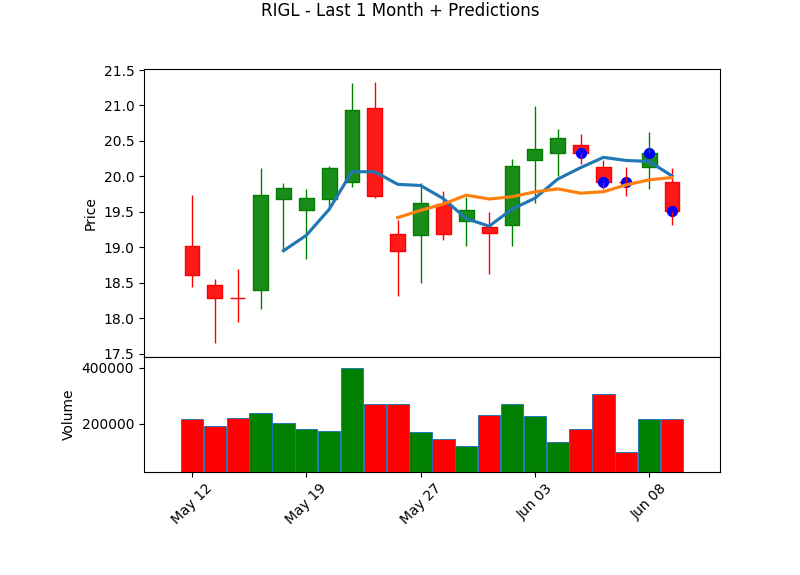 RIGL - Last 1 Month + Predictions
21.5
21.0
20.5
20.0
19.5
19.0
18.5
18.0
17.5
Price
400000
200000
Volume
May 12
May 19
May 27
Jun 03
Jun 08